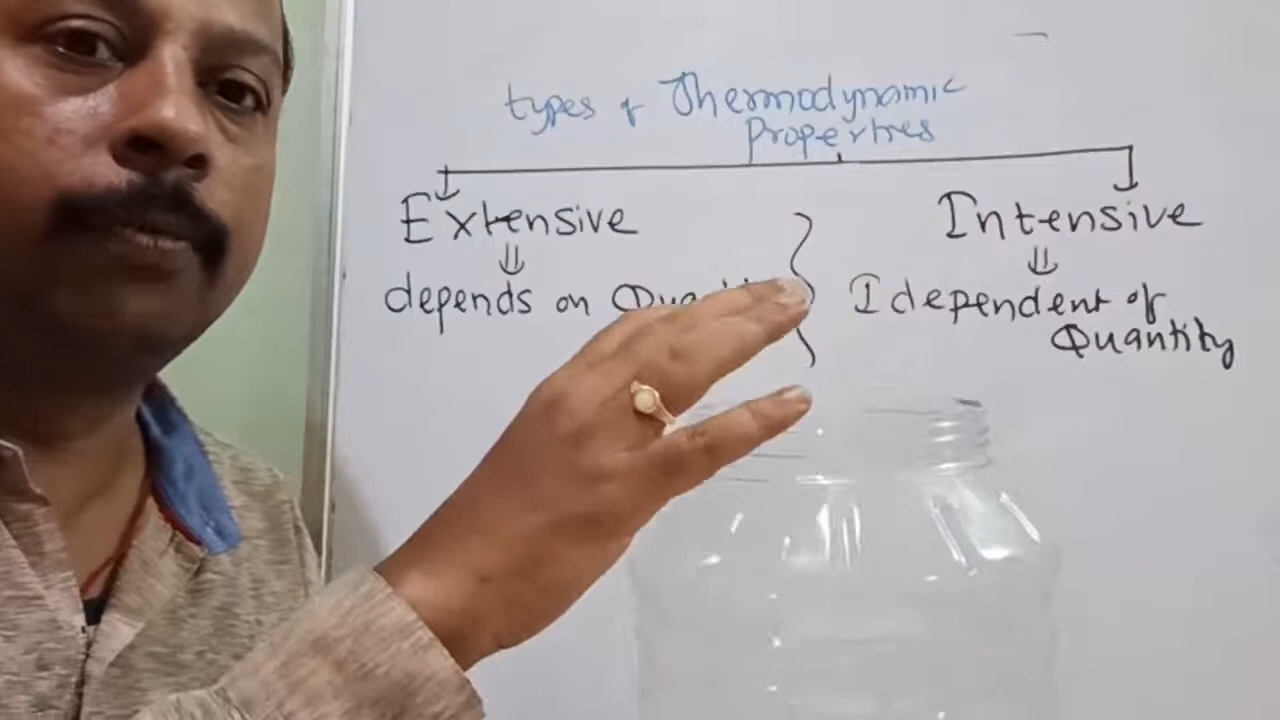 types of Thermodynamic
Properties
Extensive
Intensive
depends on
Idependent of
Quantity